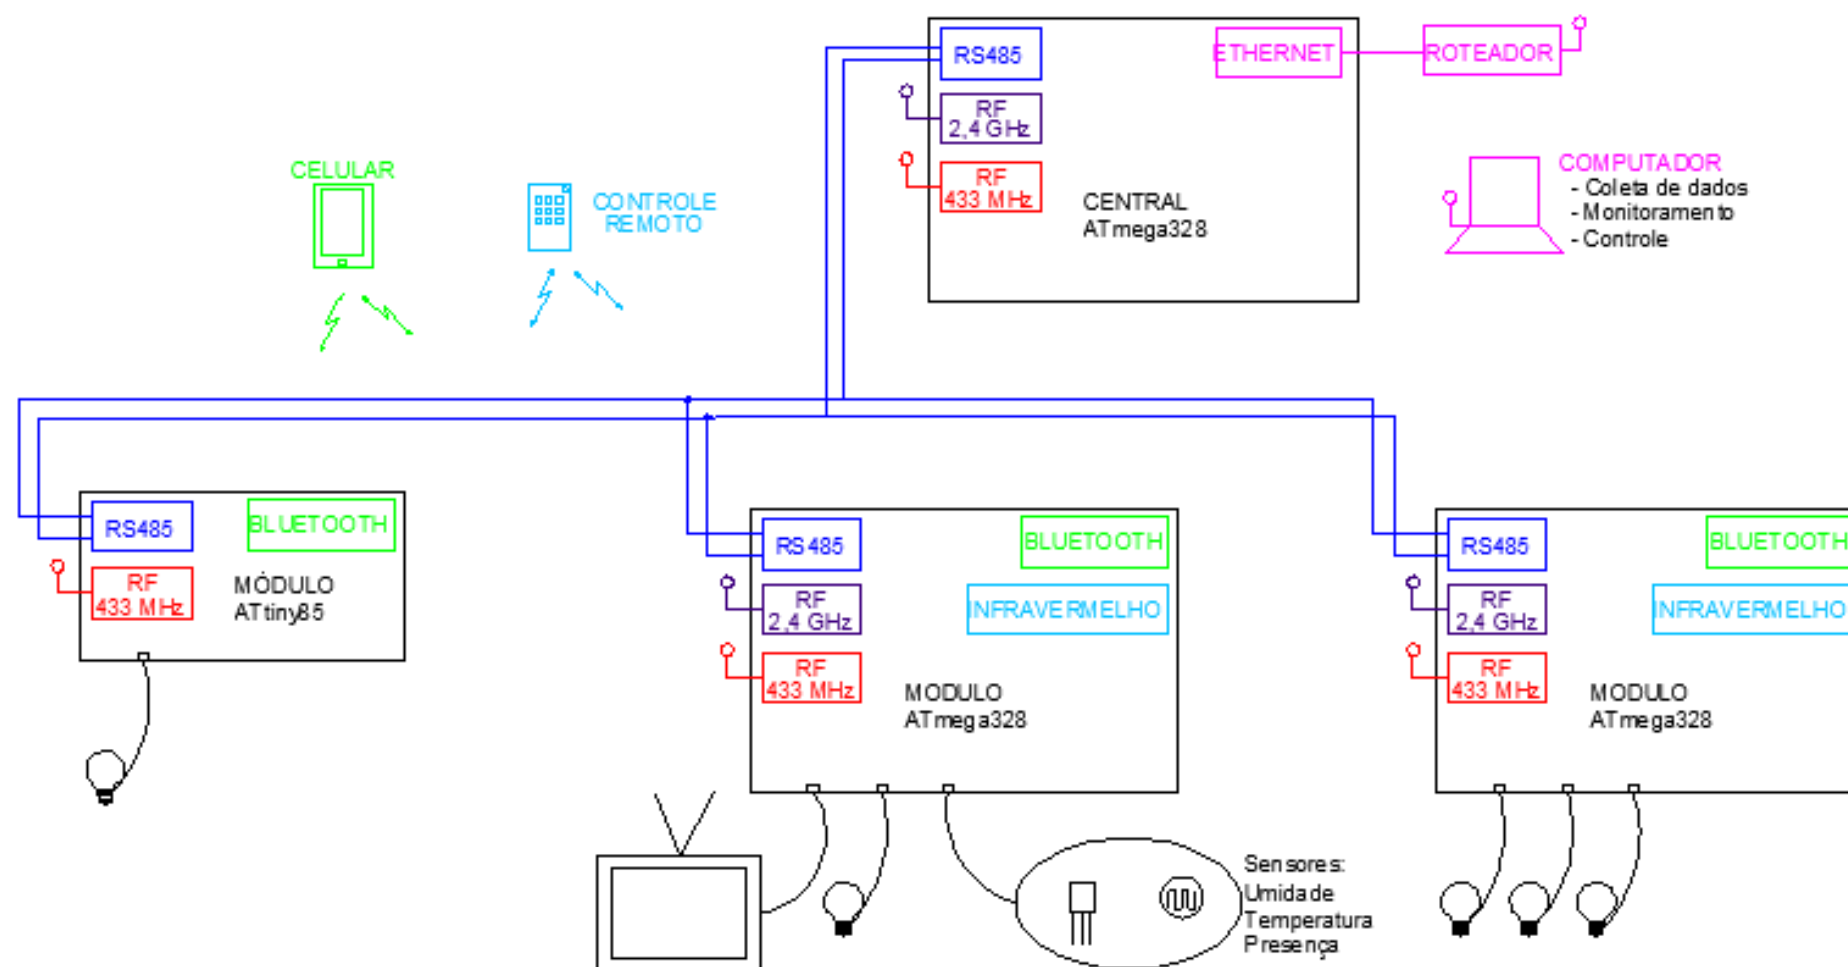 RS485
ETHERNET
ROTEADOR
RF
2,4 GHz
RF
433 MHz
CENTRAL
ATmega328
COMPUTADOR
- Coleta de dados
- Monitoramento
- Controle
CELULAR
CONTROLE
REMOTO
RS485
BLUETOOTH
RF
433 MHz
MÓDULO
ATtiny85
RS485
BLUETOOTH
RF
2,4 GHz
INFRAVERMELHO
RF
433 MHz
MODULO
ATmega328
RS485
BLUETOOTH
RF
2,4 GHz
INFRAVERMELHO
RF
433 MHz
MODULO
ATmega328
Sensores:
Umidade
Temperatura
Presença